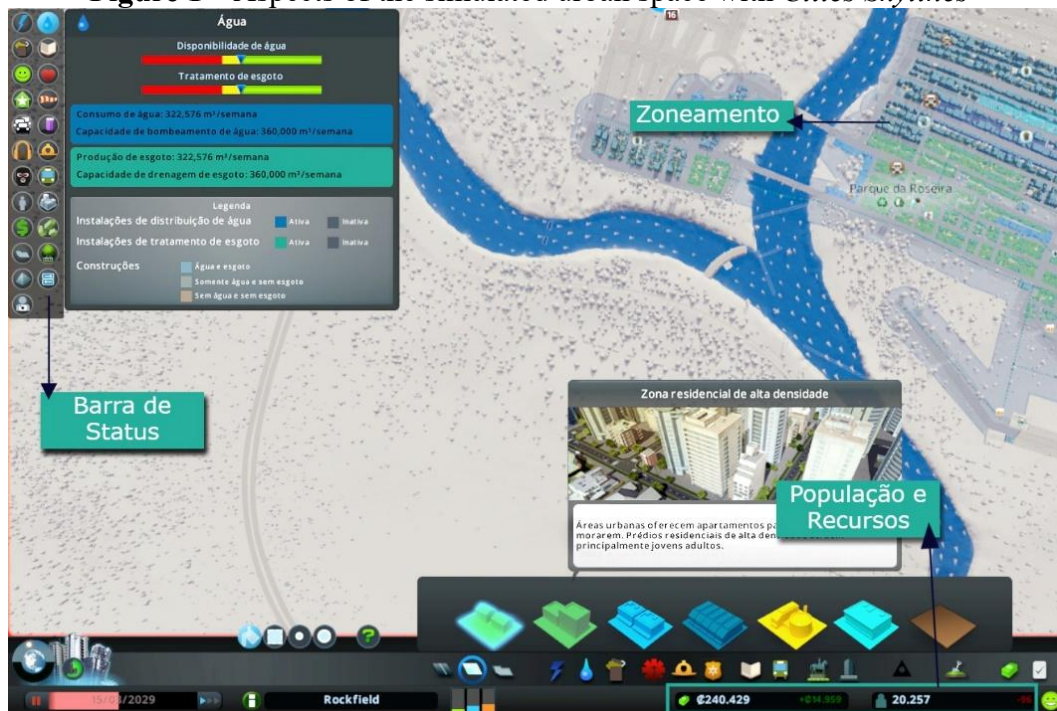 Água
Disponibilidade de água
Tratamento de esgoto
Consumo de água: 322,576 m³/semana
Capacidade de bombeamento de água: 360,000 m³/semana
Produção de esgoto: 322,576 m³/semana
Capacidade de drenagem de esgoto: 360,000 m³/semana
Legenda
Instalações de distribuição de água Ativa Inativa
Instalações de tratamento de esgoto Ativa Inativa
Construções Água e esgoto
Somente água e sem esgoto
Sem água e sem esgoto
16
Zoneamento
Parque da Roseira
Barra de
Status
Zona residencial de alta densidade
População e
Recursos
Áreas urbanas oferecem apartamentos
morarem. Prédios residenciais de alta
principalmente jovens adultos.
?
2029
Rockfield
₡240.429
+₡14.959
20.257